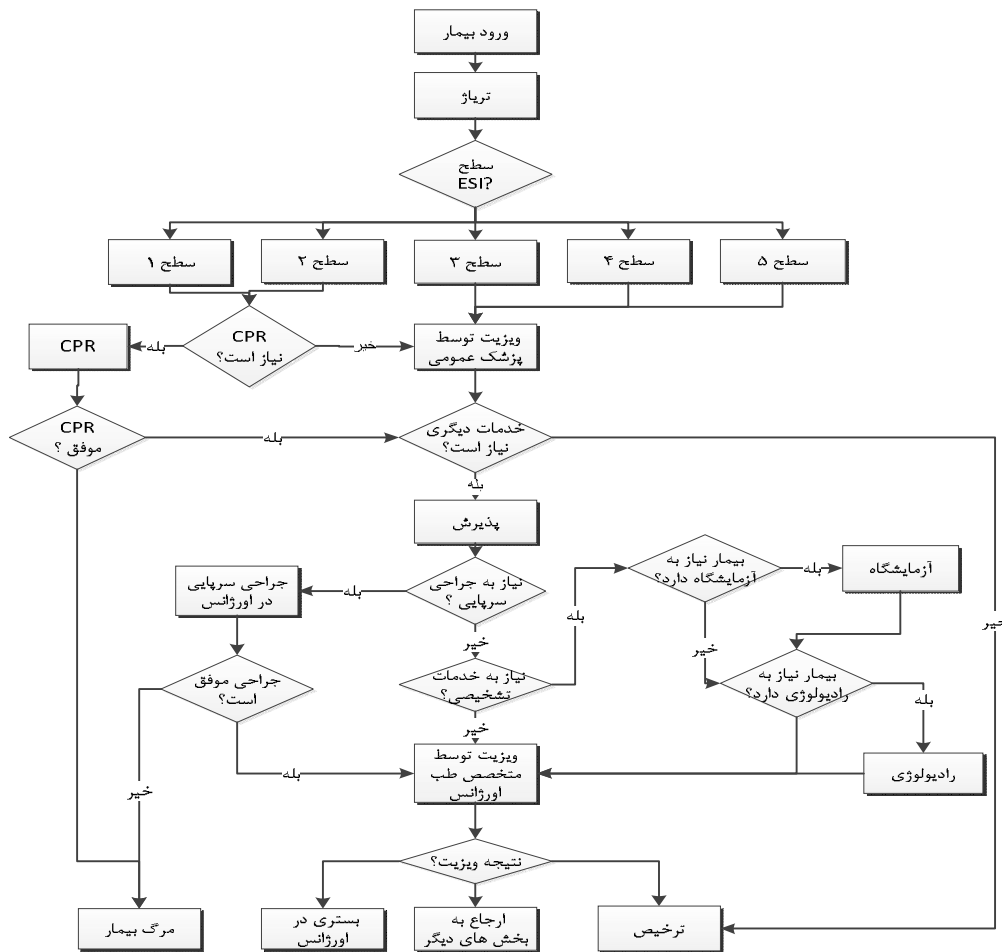 ورود بیمار
تریاژ
سطح
ESI?
سطح ۱
سطح ۲
سطح ۳
سطح ۴
سطح ۵
CPR
بله
CPR
نیاز است؟
خیر
ویزیت توسط
پزشک عمومی
CPR
موفق ؟
بله
خدمات دیگری
نیاز است؟
بله
پذیرش
جراحی سرپایی
در اورژانس
بله
نیاز به جراحی
سرپایی ؟
بله
بیمار نیاز به
آزمایشگاه دارد؟
بله
آزمایشگاه
خیر
خیر
خیر
جراحی موفق
است؟
نیاز به خدمات
تشخیصی؟
بیمار نیاز به
رادیولوژی دارد؟
بله
خیر
ویزیت توسط
متخصص طب
اورژانس
بله
رادیولوژی
خیر
نتیجه ویزیت؟
مرگ بیمار
بستری در
اورژانس
ارجاع به
بخش های دیگر
ترخیص